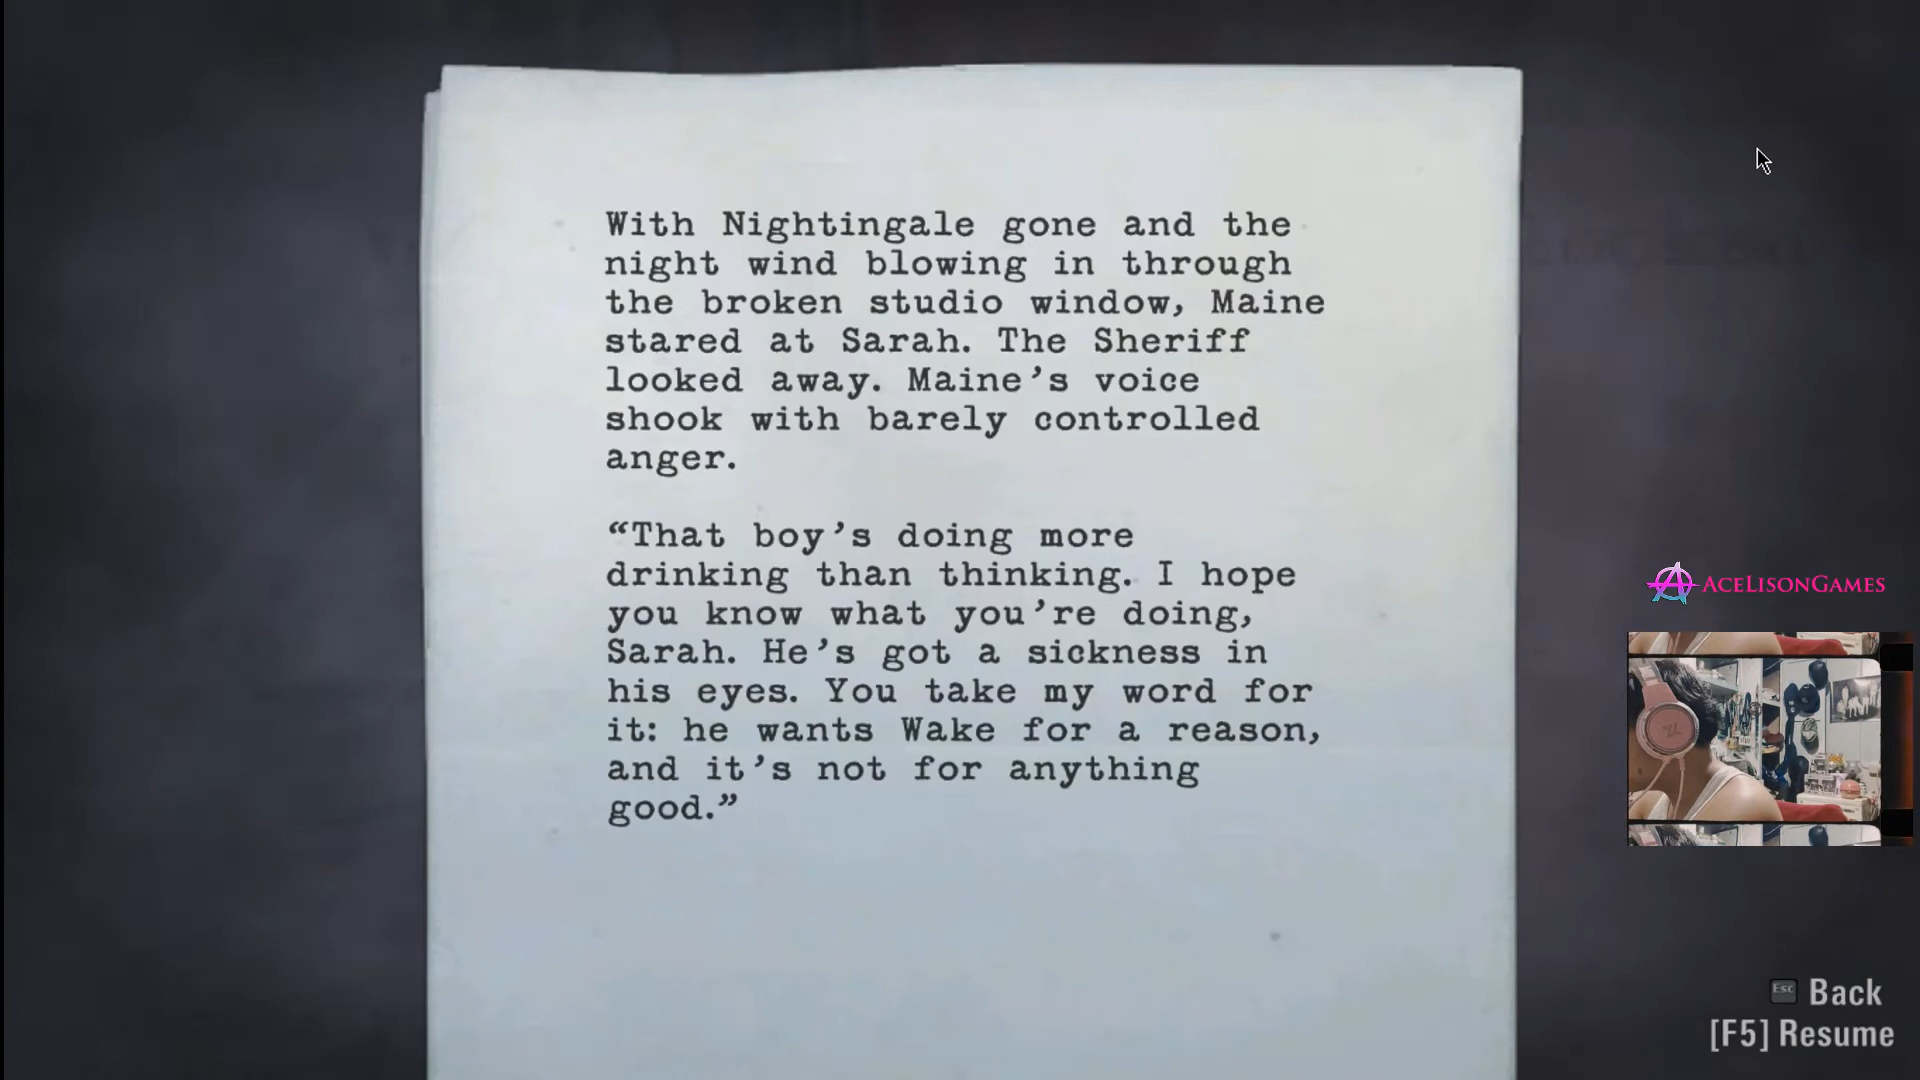 With Nightingale gone and the
night wind blowing in through
the broken studio window, Maine
stared at Sarah. The Sheriff
looked away. Maine’s voice
shook with barely controlled
anger.
“That boy’s doing more
drinking than thinking. I hope
you know what you’re doing,
Sarah. He’s got a sickness in
his eyes. You take my word for
it: he wants Wake for a reason,
and it’s not for anything
good.”
AceLisonGames
Esc Back
[F5] Resume